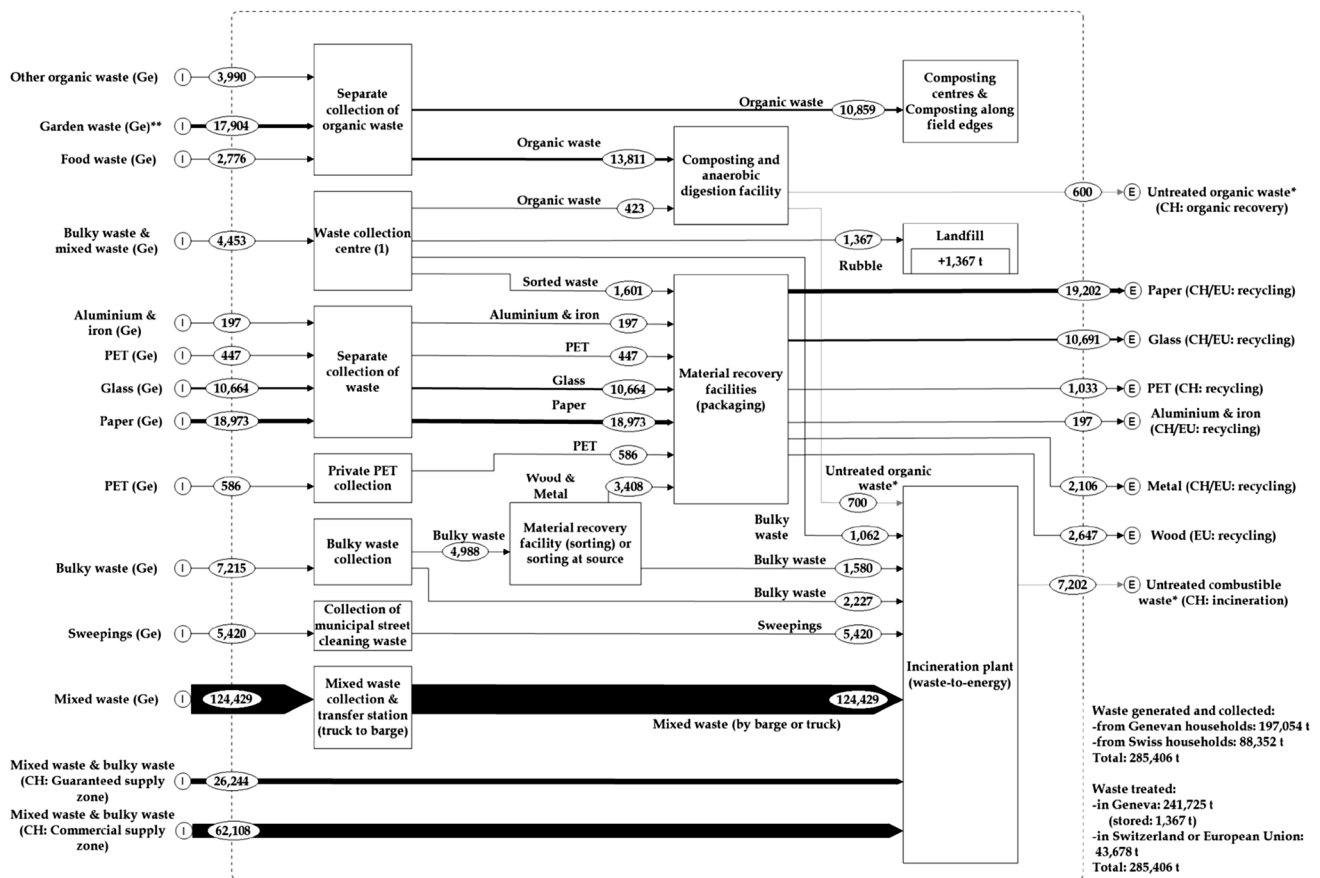 Other organic waste (Ge)
I
3,990
Garden waste (Ge)**
I
17,904
Food waste (Ge)
I
2,776
Separate
collection of
organic waste
Organic waste
10,859
Composting
centres &
Composting along
field edges
Organic waste
13,811
Composting and
anaerobic
digestion facility
600
E
Untreated organic waste*
(CH: organic recovery)
Bulky waste &
mixed waste (Ge)
I
4,453
Waste collection
centre (1)
Organic waste
423
1,367
Rubble
Landfill
+1,367 t
Sorted waste
1,601
Aluminium &
iron (Ge)
I
197
PET (Ge)
I
447
Glass (Ge)
I
10,664
Paper (Ge)
I
18,973
Separate
collection of
waste
Aluminium & iron
197
PET
447
Glass
10,664
Paper
18,973
Material recovery
facilities
(packaging)
19,202
E
Paper (CH/EU: recycling)
10,691
E
Glass (CH/EU: recycling)
1,033
E
PET (CH: recycling)
197
E
Aluminium & iron
(CH/EU: recycling)
2,106
E
Metal (CH/EU: recycling)
2,647
E
Wood (EU: recycling)
PET (Ge)
I
586
Private PET
collection
PET
586
Wood &
Metal
3,408
Untreated organic
waste*
700
Bulky waste (Ge)
I
7,215
Bulky waste
collection
Bulky waste
4,988
Material recovery
facility (sorting) or
sorting at source
Bulky
waste
1,062
Bulky waste
1,580
Bulky waste
2,227
7,202
E
Untreated combustible
waste* (CH: incineration)
Sweepings (Ge)
I
5,420
Collection of
municipal street
cleaning waste
Sweepings
5,420
Incineration plant
(waste-to-energy)
Mixed waste (Ge)
I
124,429
Mixed waste
collection &
transfer station
(truck to barge)
124,429
Mixed waste (by barge or truck)
Mixed waste & bulky waste
(CH: Guaranteed supply
zone)
I
26,244
Mixed waste & bulky waste
(CH: Commercial supply
zone)
I
62,108
Waste generated and collected:
-from Genevan households: 197,054 t
-from Swiss households: 88,352 t
Total: 285,406 t
Waste treated:
-in Geneva: 241,725 t
(stored: 1,367 t)
-in Switzerland or European Union:
43,678 t
Total: 285,406 t